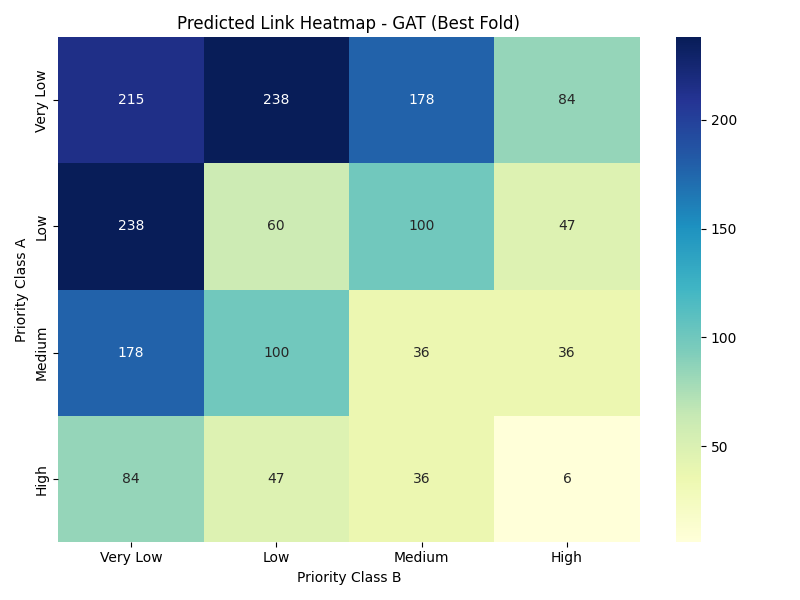 Predicted Link Heatmap - GAT (Best Fold)
Priority Class A
Very Low
215 238 178 84
Low
238 60 100 47
Medium
178 100 36 36
High
84 47 36 6
Very Low Low Medium High
Priority Class B
200
150
100
50